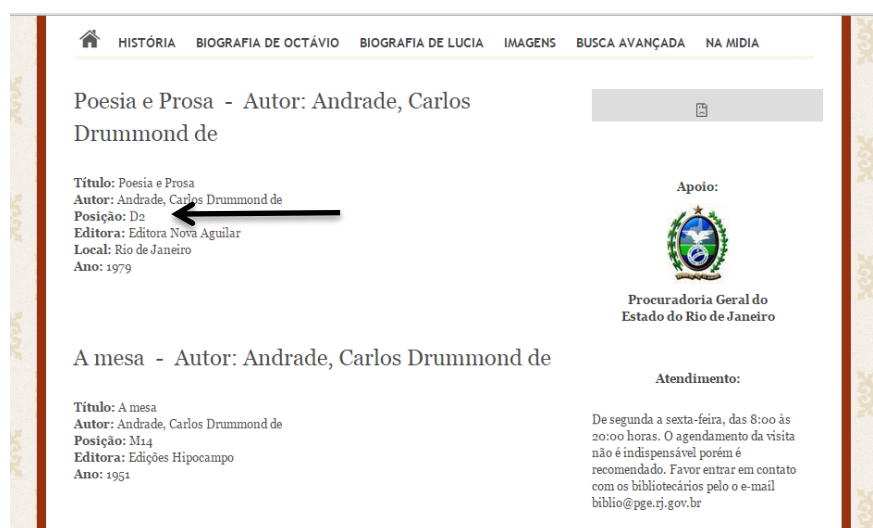 HISTÓRIA BIOGRAFIA DE OCTÁVIO BIOGRAFIA DE LUCIA IMAGENS BUSCA AVANÇADA NA MIDIA
Poesia e Prosa - Autor: Andrade, Carlos
Drummond de
Título: Poesia e Prosa
Autor: Andrade, Carlos Drummond de
Posição: D2
Editora: Editora Nova Aguilar
Local: Rio de Janeiro
Ano: 1979
A mesa - Autor: Andrade, Carlos Drummond de
Título: A mesa
Autor: Andrade, Carlos Drummond de
Posição: M14
Editora: Edições Hipocampo
Ano: 1951
Apoio:
Procuradoria Geral do
Estado do Rio de Janeiro
Atendimento:
De segunda a sexta-feira, das 8:00 às
20:00 horas. O agendamento da visita
não é indispensável porém é
recomendado. Favor entrar em contato
com os bibliotecários pelo o e-mail
biblio@pge.rj.gov.br